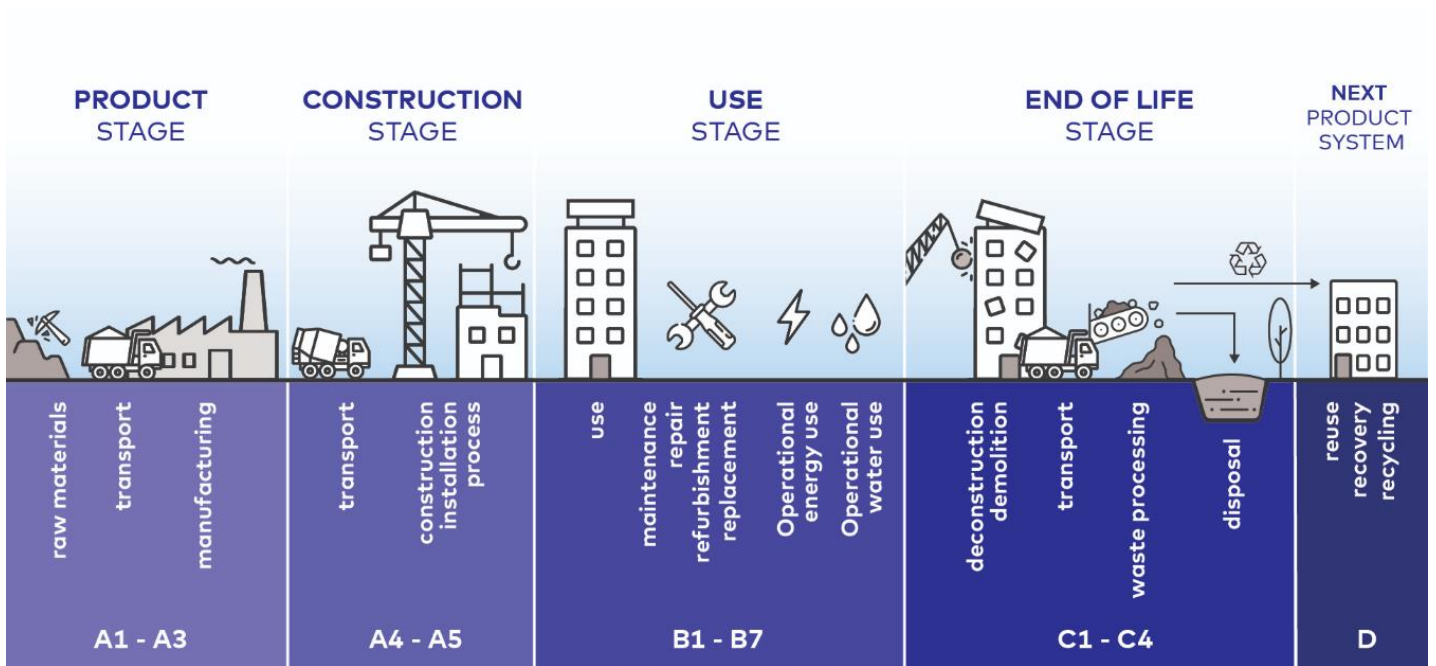 PRODUCT
STAGE
raw materials
transport
manufacturing
A1 - A3
CONSTRUCTION
STAGE
transport
construction
installation
process
A4 - A5
USE
STAGE
use
maintenance
repair
refurbishment
replacement
Operational
energy use
Operational
water use
B1 - B7
END OF LIFE
STAGE
deconstruction
demolition
transport
waste processing
disposal
C1 - C4
NEXT
PRODUCT
SYSTEM
reuse
recovery
recycling
D